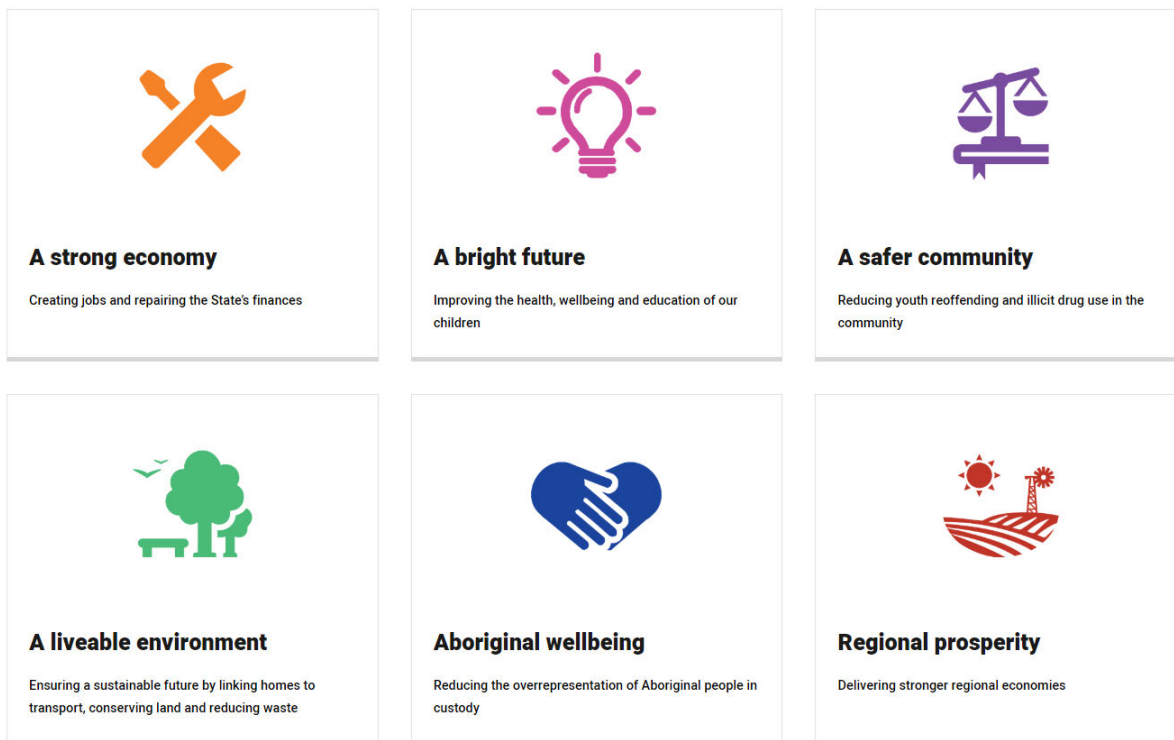 A strong economy
Creating jobs and repairing the State's finances
A bright future
Improving the health, wellbeing and education of our
children
A safer community
Reducing youth reoffending and illicit drug use in the
community
A liveable environment
Ensuring a sustainable future by linking homes to
transport, conserving land and reducing waste
Aboriginal wellbeing
Reducing the overrepresentation of Aboriginal people in
custody
Regional prosperity
Delivering stronger regional economies